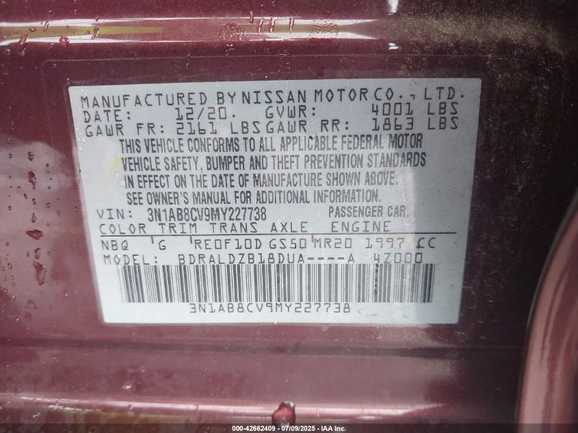 MANUFACTURED BY NISSAN MOTOR CO., LTD.
DATE: 12/20. GVWR: 4001 LBS
GAWR FR: 2161 LBS GAWR RR: 1863 LBS
THIS VEHICLE CONFORMS TO ALL APPLICABLE FEDERAL MOTOR
VEHICLE SAFETY, BUMPER AND THEFT PREVENTION STANDARDS
IN EFFECT ON THE DATE OF MANUFACTURE SHOWN ABOVE.
SEE OWNER'S MANUAL FOR ADDITIONAL INFORMATION.
VIN: 3N1AB8CV9MY227738 PASSENGER CAR.
COLOR TRIM TRANS AXLE ENGINE
NBQ G RE0F10D GS50 MR20 1997 CC
MODEL: BDRALDZB18DUA----A 4Z000
3N1AB8CV9MY227738
000-42662409 - 07/09/2025 - IAA Inc.